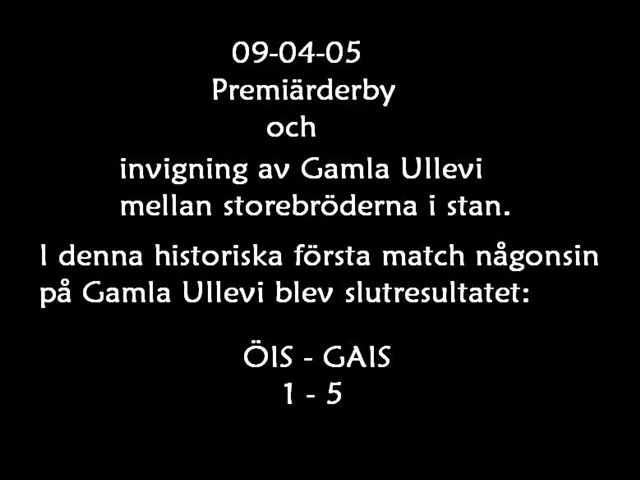 09-04-05
Premiärderby
och
invigning av Gamla Ullevi
mellan storebröderna i stan.
I denna historiska första match någonsin
på Gamla Ullevi blev slutresultatet:
ÖIS - GAIS
1 - 5